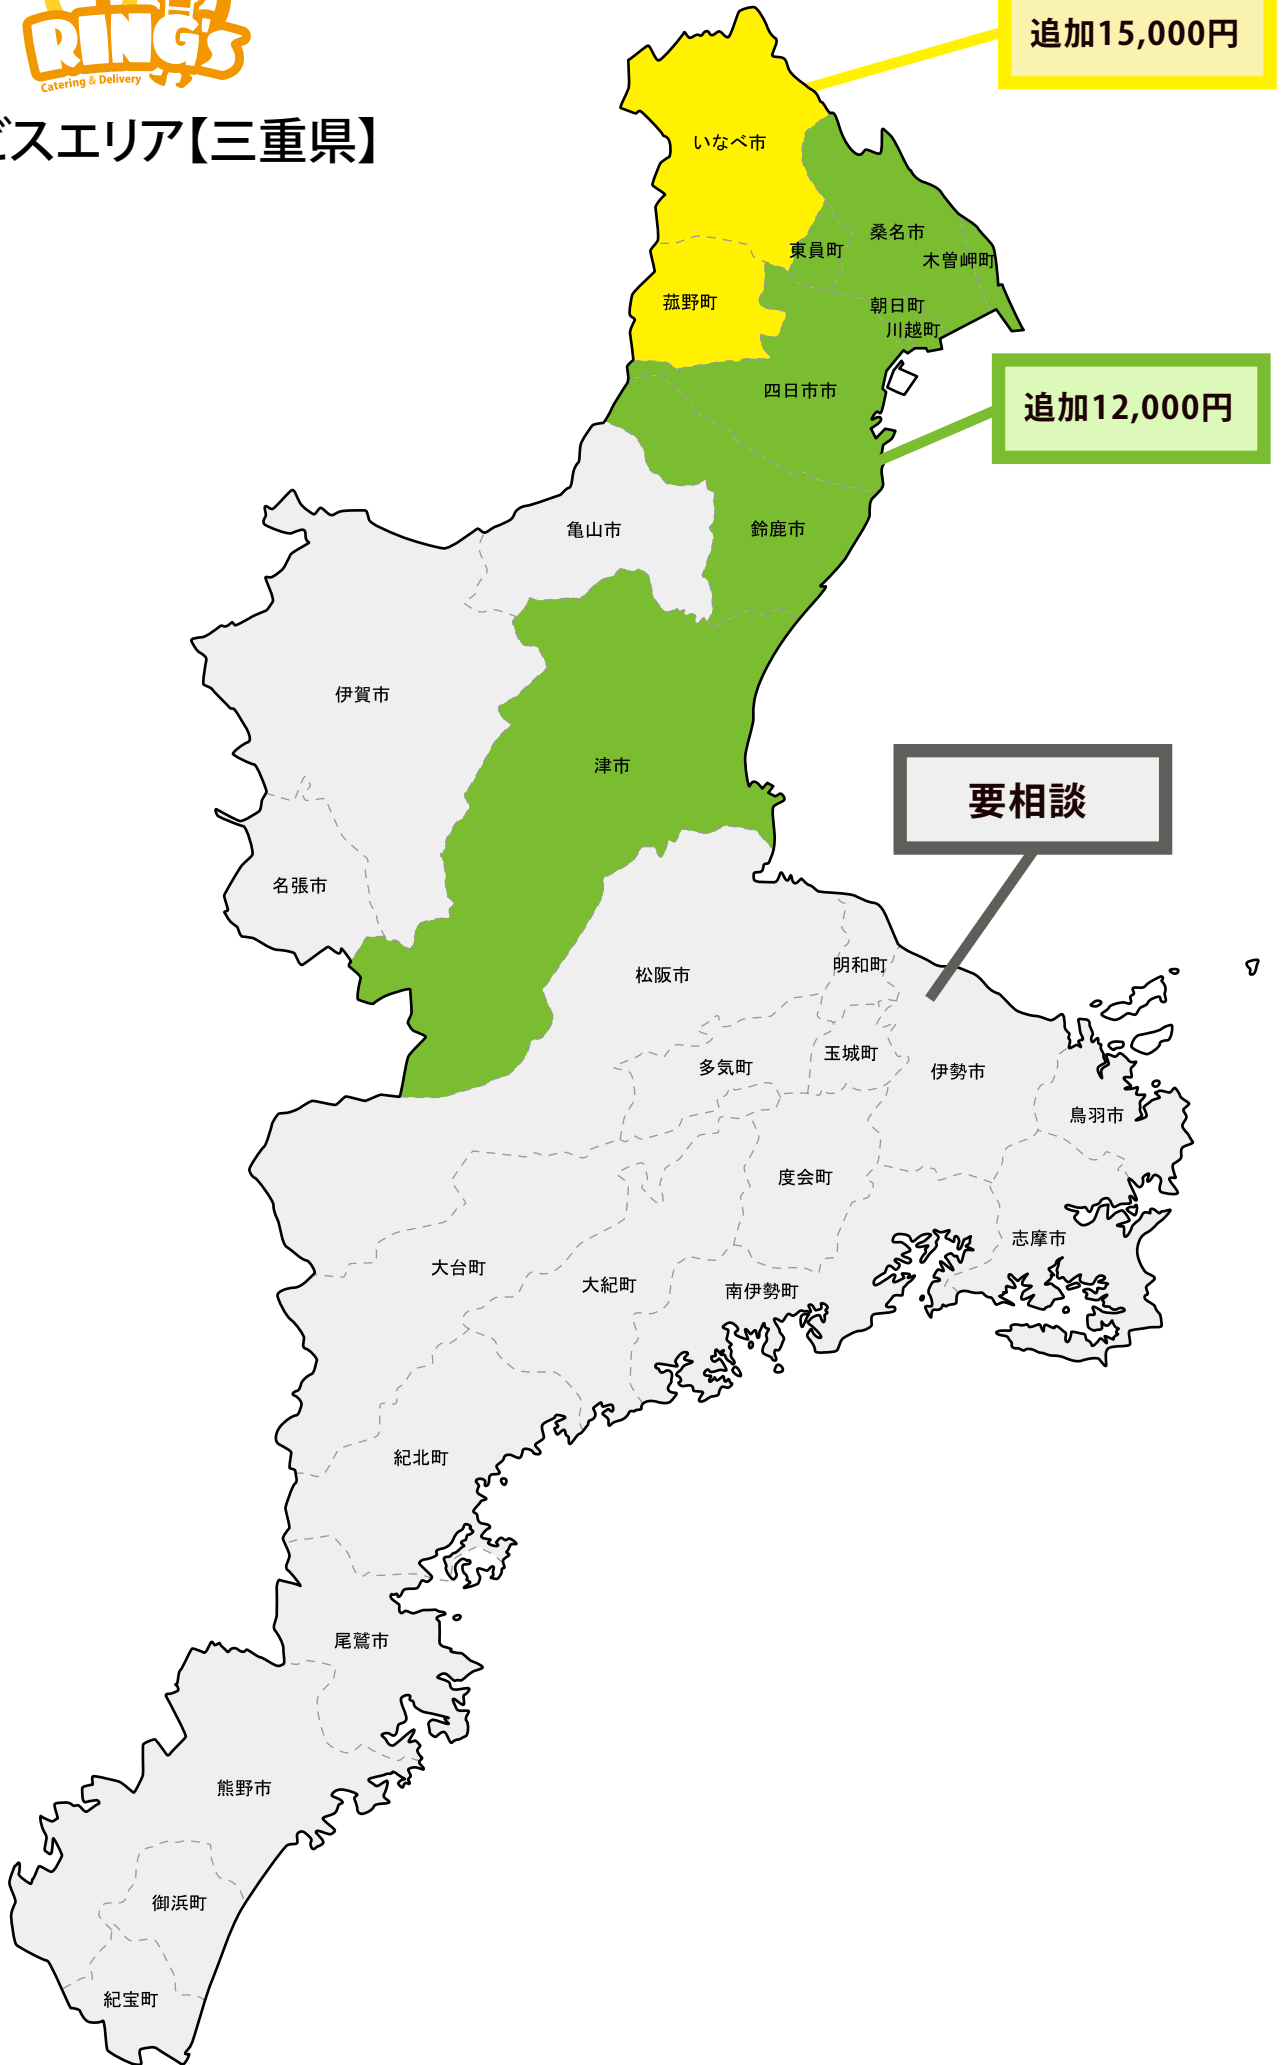 RING'S
Catering & Delivery
ビスエリア【三重県】
追加15,000円
いなべ市
桑名市
東員町
木曽岬町
菰野町
朝日町
川越町
四日市市
追加12,000円
亀山市
鈴鹿市
伊賀市
津市
要相談
名張市
松阪市
明和町
玉城町
多気町
伊勢市
鳥羽市
度会町
志摩市
大台町
大紀町
南伊勢町
紀北町
尾鷲市
熊野市
御浜町
紀宝町